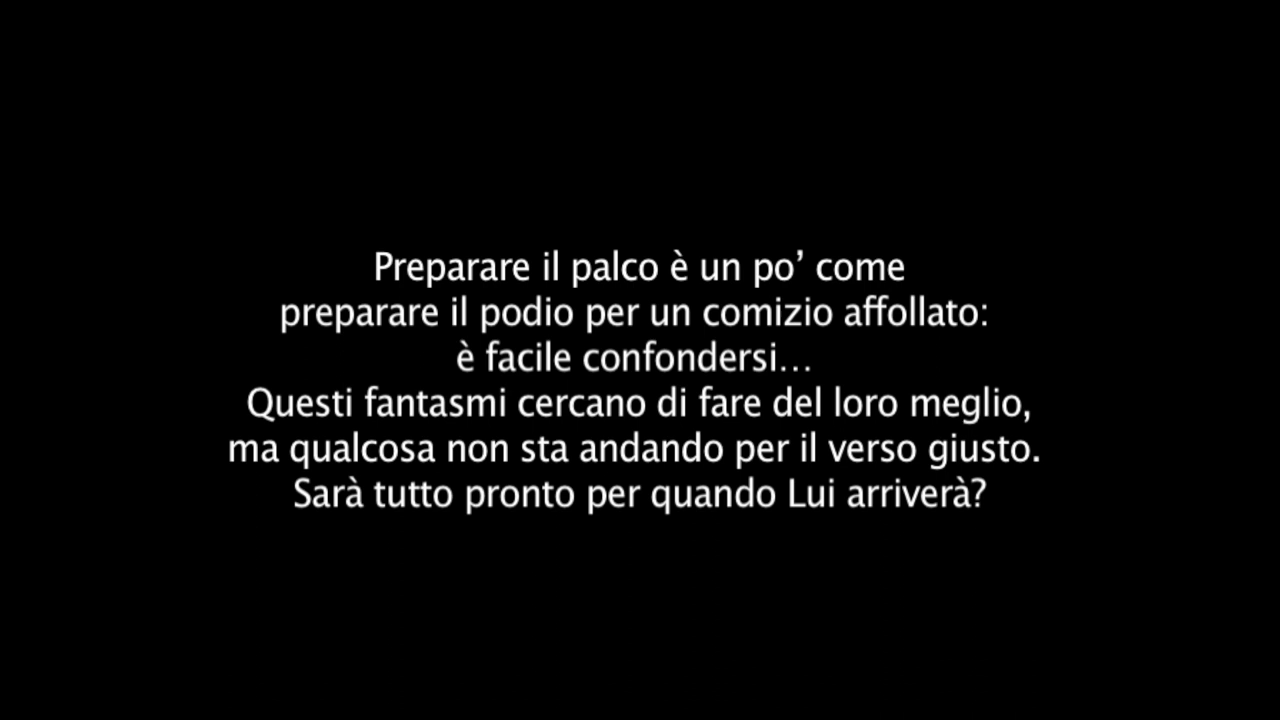 Preparare il palco è un po’ come
preparare il podio per un comizio affollato:
è facile confondersi…
Questi fantasmi cercano di fare del loro meglio,
ma qualcosa non sta andando per il verso giusto.
Sarà tutto pronto per quando Lui arriverà?